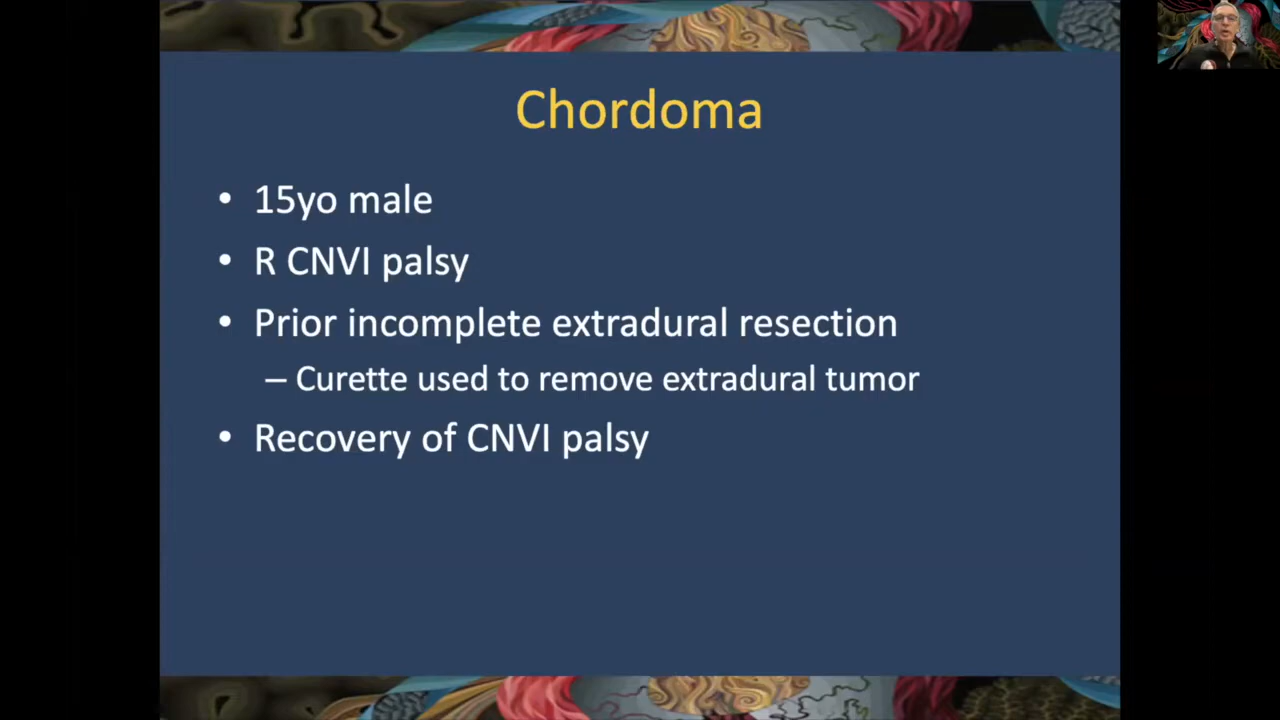 Chordoma
• 15yo male
• R CNVI palsy
• Prior incomplete extradural resection
– Curette used to remove extradural tumor
• Recovery of CNVI palsy